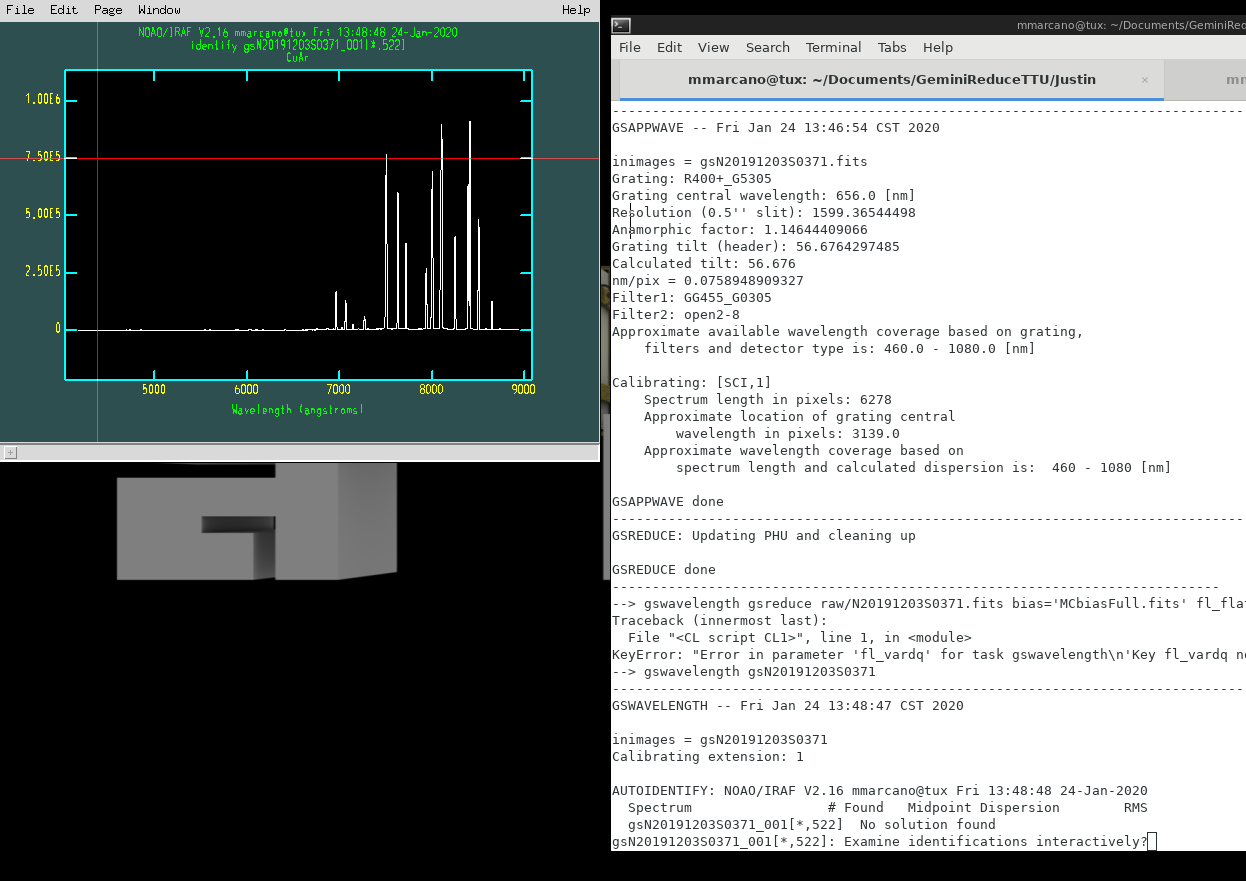 File Edit Page Window Help
NOAO/IRAF V2.16 mmarcano@tux Fri 13:48:48 24-Jan-2020
identify gsN20191203S0371_001[*,522]
CuAr
1.00E6
7.50E5
5.00E5
2.50E5
0
5000 6000 7000 8000 9000
Wavelength (angstroms)
mmarcano@tux: ~/Documents/GeminiRed
File Edit View Search Terminal Tabs Help
mmarcano@tux: ~/Documents/GeminiReduceTTU/Justin × mm
--------------------------------------------------------------------------------
GSAPPWAVE -- Fri Jan 24 13:46:54 CST 2020
inimages = gsN20191203S0371.fits
Grating: R400+_G5305
Grating central wavelength: 656.0 [nm]
Resolution (0.5'' slit): 1599.36544498
Anamorphic factor: 1.14644409066
Grating tilt (header): 56.6764297485
Calculated tilt: 56.676
nm/pix = 0.0758948909327
Filter1: GG455_G0305
Filter2: open2-8
Approximate available wavelength coverage based on grating,
filters and detector type is: 460.0 - 1080.0 [nm]
Calibrating: [SCI,1]
Spectrum length in pixels: 6278
Approximate location of grating central
wavelength in pixels: 3139.0
Approximate wavelength coverage based on
spectrum length and calculated dispersion is:  460 - 1080 [nm]
GSAPPWAVE done
--------------------------------------------------------------------------------
GSREDUCE: Updating PHU and cleaning up
GSREDUCE done
----------------------------------------------------------------------------
--> gswavelength gsreduce raw/N20191203S0371.fits bias='MCbiasFull.fits' fl_fla
Traceback (innermost last):
File "<CL script CL1>", line 1, in <module>
KeyError: "Error in parameter 'fl_vardq' for task gswavelength\n'Key fl_vardq n
--> gswavelength gsN20191203S0371
--------------------------------------------------------------------------------
GSWAVELENGTH -- Fri Jan 24 13:48:47 CST 2020
inimages = gsN20191203S0371
Calibrating extension: 1
AUTOIDENTIFY: NOAO/IRAF V2.16 mmarcano@tux Fri 13:48:48 24-Jan-2020
Spectrum # Found Midpoint Dispersion RMS
gsN20191203S0371_001[*,522] No solution found
gsN20191203S0371_001[*,522]: Examine identifications interactively?